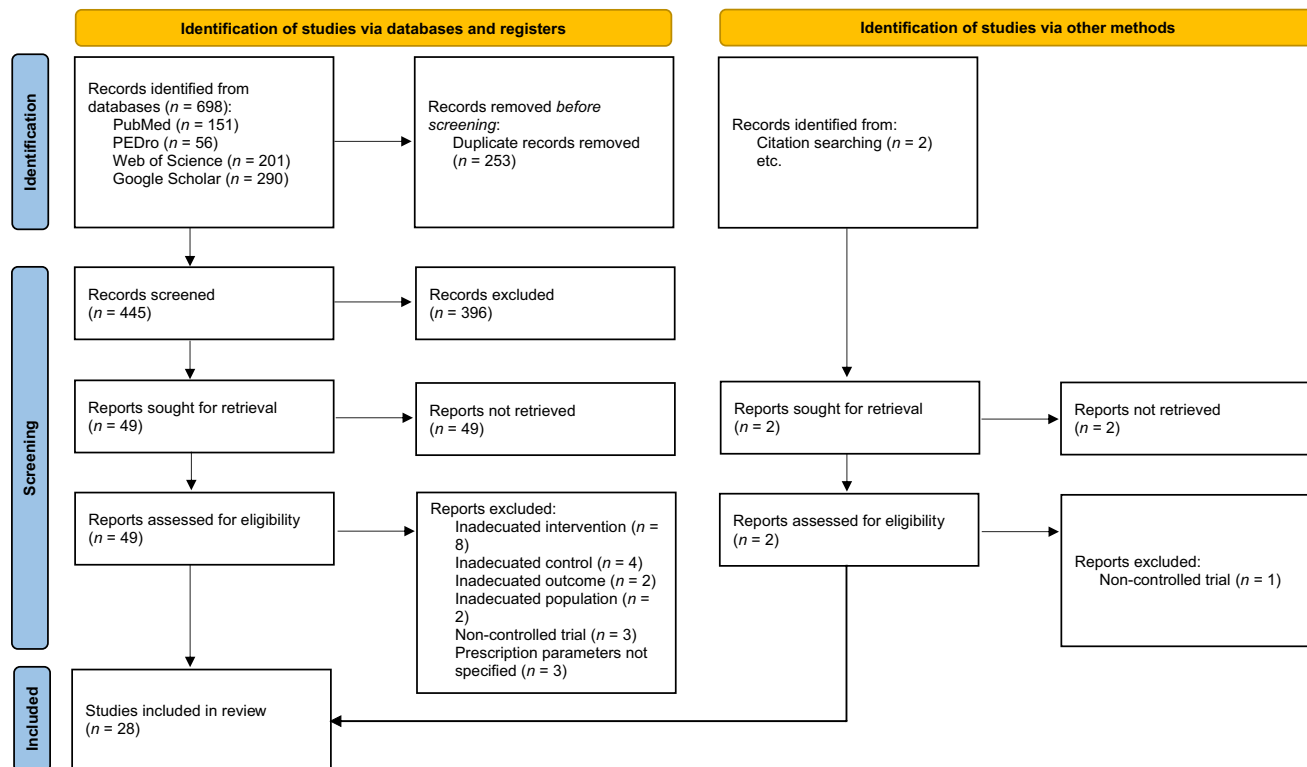 Identification of studies via databases and registers
Identification of studies via other methods
Identification
Records identified from
databases (n = 698):
PubMed (n = 151)
PEDro (n = 56)
Web of Science (n = 201)
Google Scholar (n = 290)
Records removed before
screening:
Duplicate records removed
(n = 253)
Records identified from:
Citation searching (n = 2)
etc.
Screening
Records screened
(n = 445)
Records excluded
(n = 396)
Reports sought for retrieval
(n = 49)
Reports not retrieved
(n = 49)
Reports sought for retrieval
(n = 2)
Reports not retrieved
(n = 2)
Reports assessed for eligibility
(n = 49)
Reports excluded:
Inadecuated intervention (n =
8)
Inadecuated control (n = 4)
Inadecuated outcome (n = 2)
Inadecuated population (n =
2)
Non-controlled trial (n = 3)
Prescription parameters not
specified (n = 3)
Reports assessed for eligibility
(n = 2)
Reports excluded:
Non-controlled trial (n = 1)
Included
Studies included in review
(n = 28)